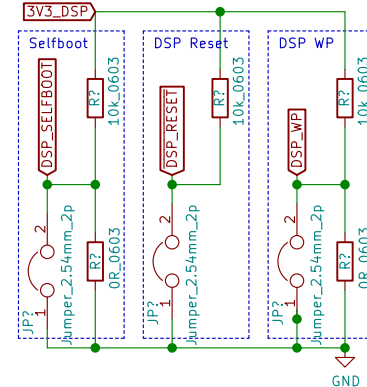 3V3_DSP
Selfboot
DSP Reset
DSP WP
DSP_SELFBOOT
R?
10k_0603
DSP_RESET
R?
10k_0603
DSP_WP
R?
10k_0603
2
JP?
1
Jumper_2.54mm_2p
R?
0R_0603
2
JP?
1
Jumper_2.54mm_2p
2
JP?
1
Jumper_2.54mm_2p
R?
0R_0603
GND